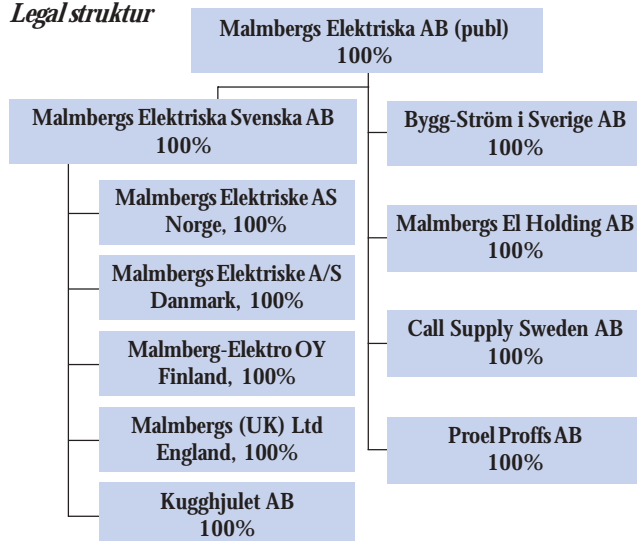 Legal struktur
Malmbergs Elektriska AB (publ)
100%
Malmbergs Elektriska Svenska AB
100%
Malmbergs Elektriske AS
Norge, 100%
Malmbergs Elektriske A/S
Danmark, 100%
Malmberg-Elektro OY
Finland, 100%
Malmbergs (UK) Ltd
England, 100%
Kugghjulet AB
100%
Bygg-Ström i Sverige AB
100%
Malmbergs El Holding AB
100%
Call Supply Sweden AB
100%
Proel Proffs AB
100%